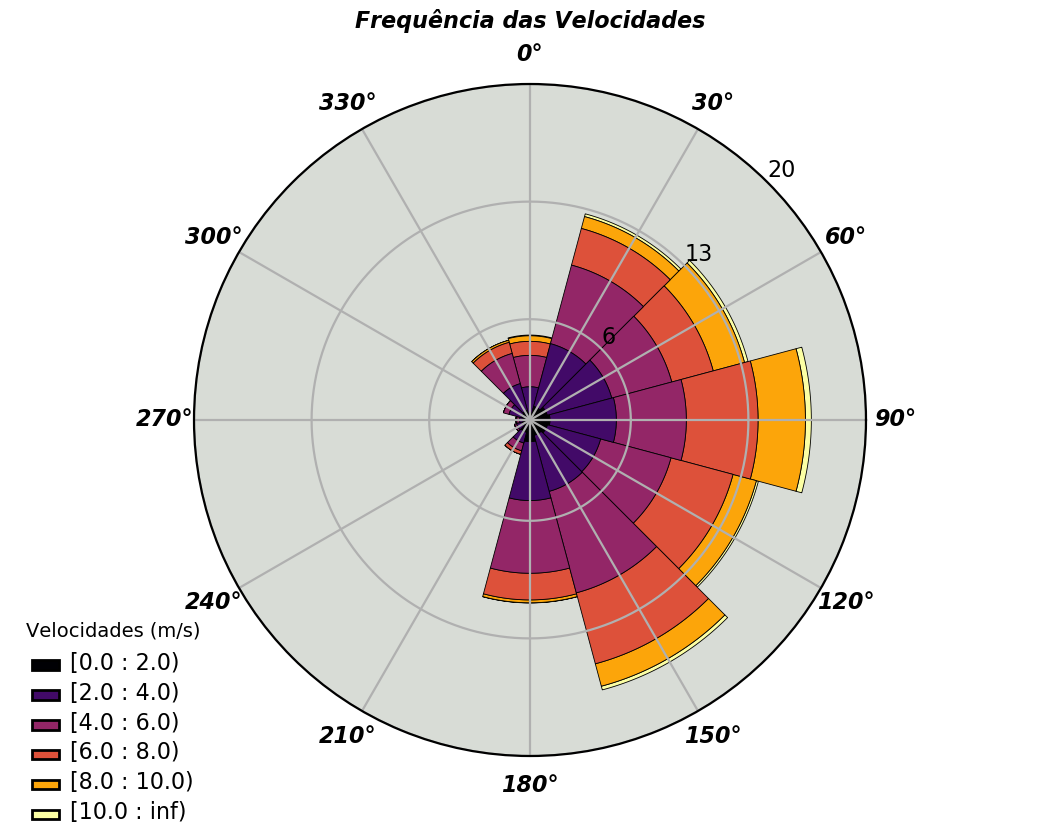 Frequência das Velocidades
0°
330°
30°
20
300°
60°
13
6
270°
90°
240°
120°
210°
150°
180°
Velocidades (m/s)
[0.0 : 2.0)
[2.0 : 4.0)
[4.0 : 6.0)
[6.0 : 8.0)
[8.0 : 10.0)
[10.0 : inf)